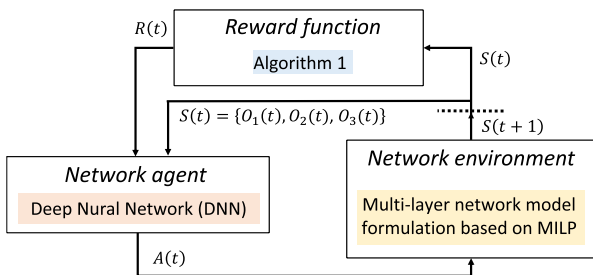 R(t)
Reward function
Algorithm 1
S(t)
S(t) = {O₁(t), O₂(t), O₃(t)}
S(t + 1)
Network agent
Deep Nural Network (DNN)
Network environment
Multi-layer network model
formulation based on MILP
A(t)